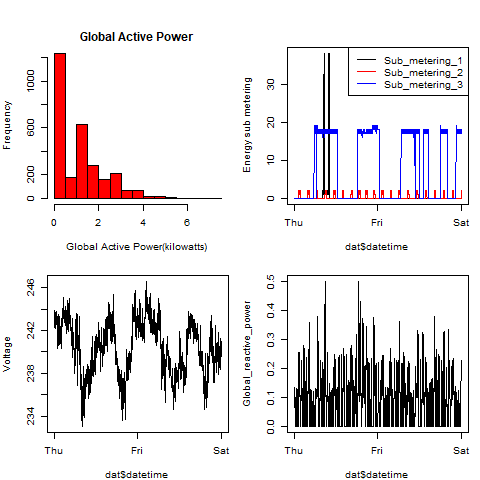 Global Active Power
Frequency
0 200 600 1000
0 2 4 6
Global Active Power(kilowatts)
Energy sub metering
0 10 20 30
Sub_metering_1
Sub_metering_2
Sub_metering_3
Thu Fri Sat
dat$datetime
Voltage
234 238 242 246
Thu Fri Sat
dat$datetime
Global_reactive_power
0.0 0.1 0.2 0.3 0.4 0.5
Thu Fri Sat
dat$datetime